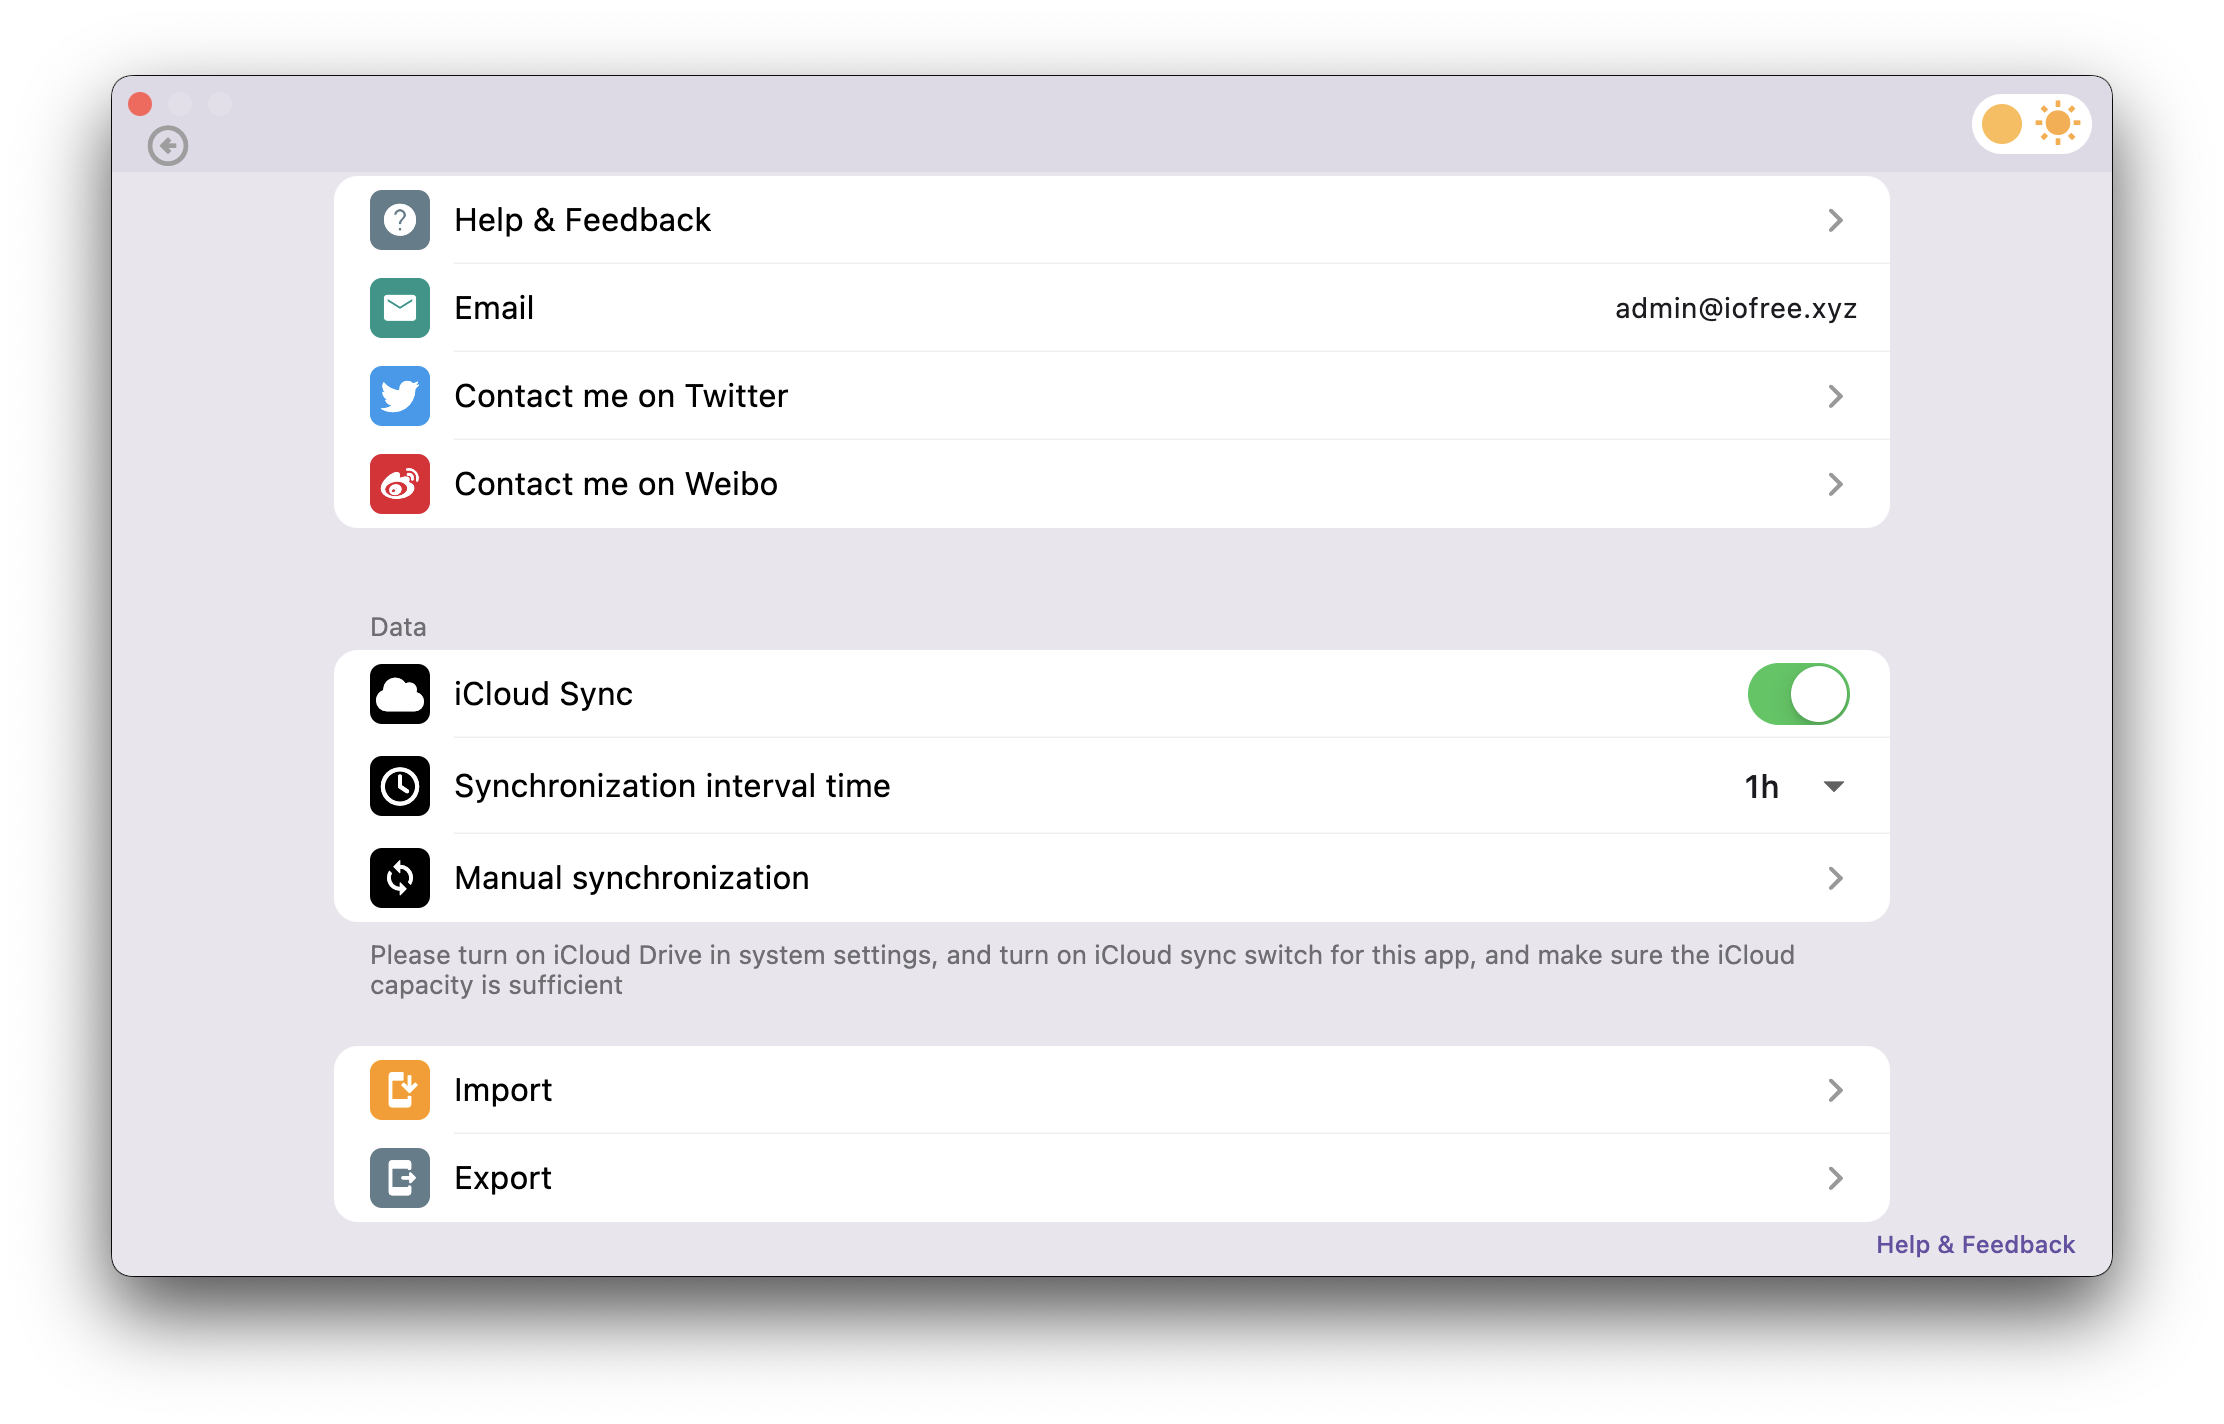 Help & Feedback
Email
admin@iofree.xyz
Contact me on Twitter
Contact me on Weibo
Data
iCloud Sync
Synchronization interval time
1h
Manual synchronization
Please turn on iCloud Drive in system settings, and turn on iCloud sync switch for this app, and make sure the iCloud
capacity is sufficient
Import
Export
Help & Feedback